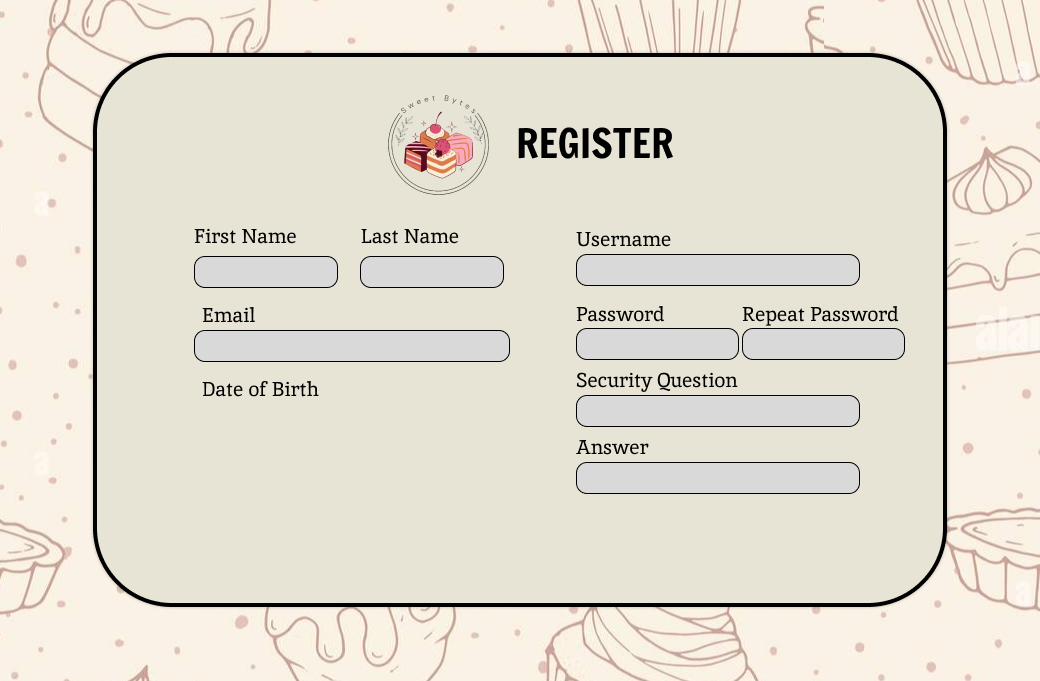 Sweet Bytes
REGISTER
First Name
Last Name
Email
Date of Birth
Username
Password
Repeat Password
Security Question
Answer
a
a
a
a